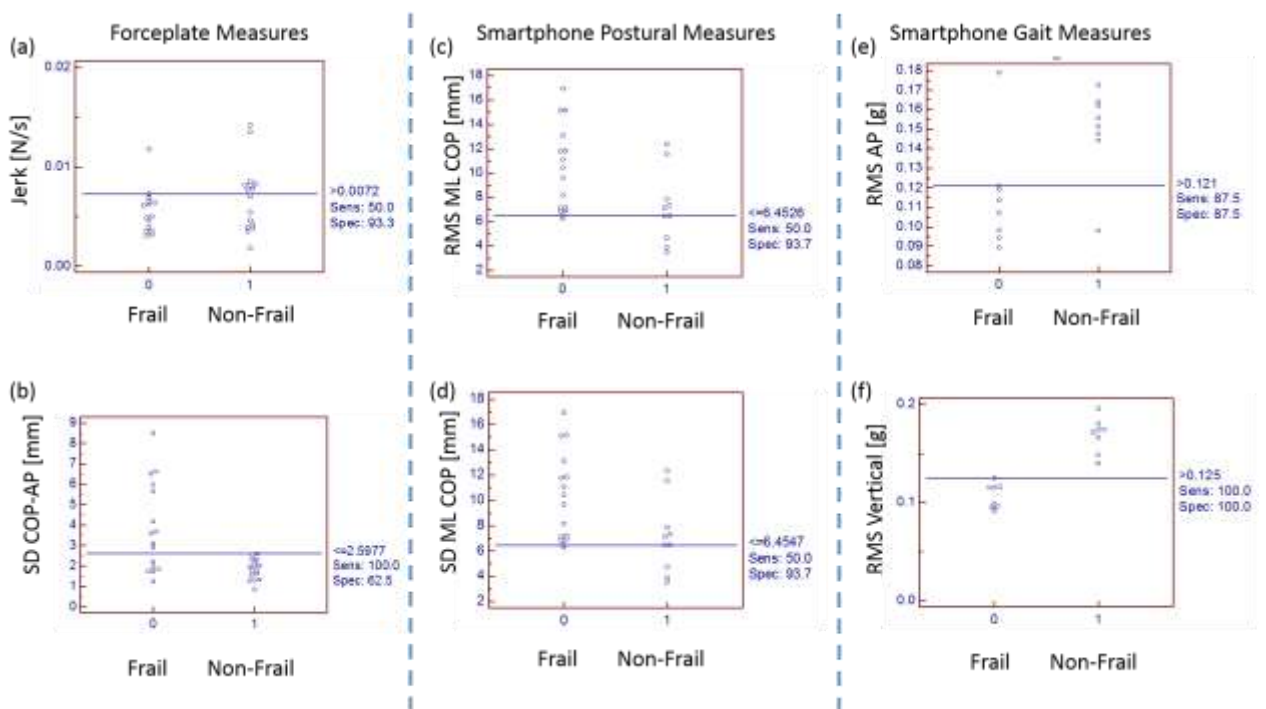 Forceplate Measures
Smartphone Postural Measures
Smartphone Gait Measures
(a)
Jerk [N/s]
0.02
0.01
0.00
>0.0072
Sens: 50.0
Spec: 93.3
0 1
Frail Non-Frail
(c)
RMS ML COP [mm]
18
16
14
12
10
8
6
4
2
<=6.4526
Sens: 50.0
Spec: 93.7
0 1
Frail Non-Frail
(e)
RMS AP [g]
0.18
0.17
0.16
0.15
0.14
0.13
0.12
0.11
0.10
0.09
0.08
>0.121
Sens: 87.5
Spec: 87.5
0 1
Frail Non-Frail
(b)
SD COP-AP [mm]
9
8
7
6
5
4
3
2
1
0
<=2.5977
Sens: 100.0
Spec: 62.5
0 1
Frail Non-Frail
(d)
SD ML COP [mm]
18
16
14
12
10
8
6
4
2
<=6.4547
Sens: 50.0
Spec: 93.7
0 1
Frail Non-Frail
(f)
RMS Vertical [g]
0.2
0.1
0.0
>0.125
Sens: 100.0
Spec: 100.0
0 1
Frail Non-Frail